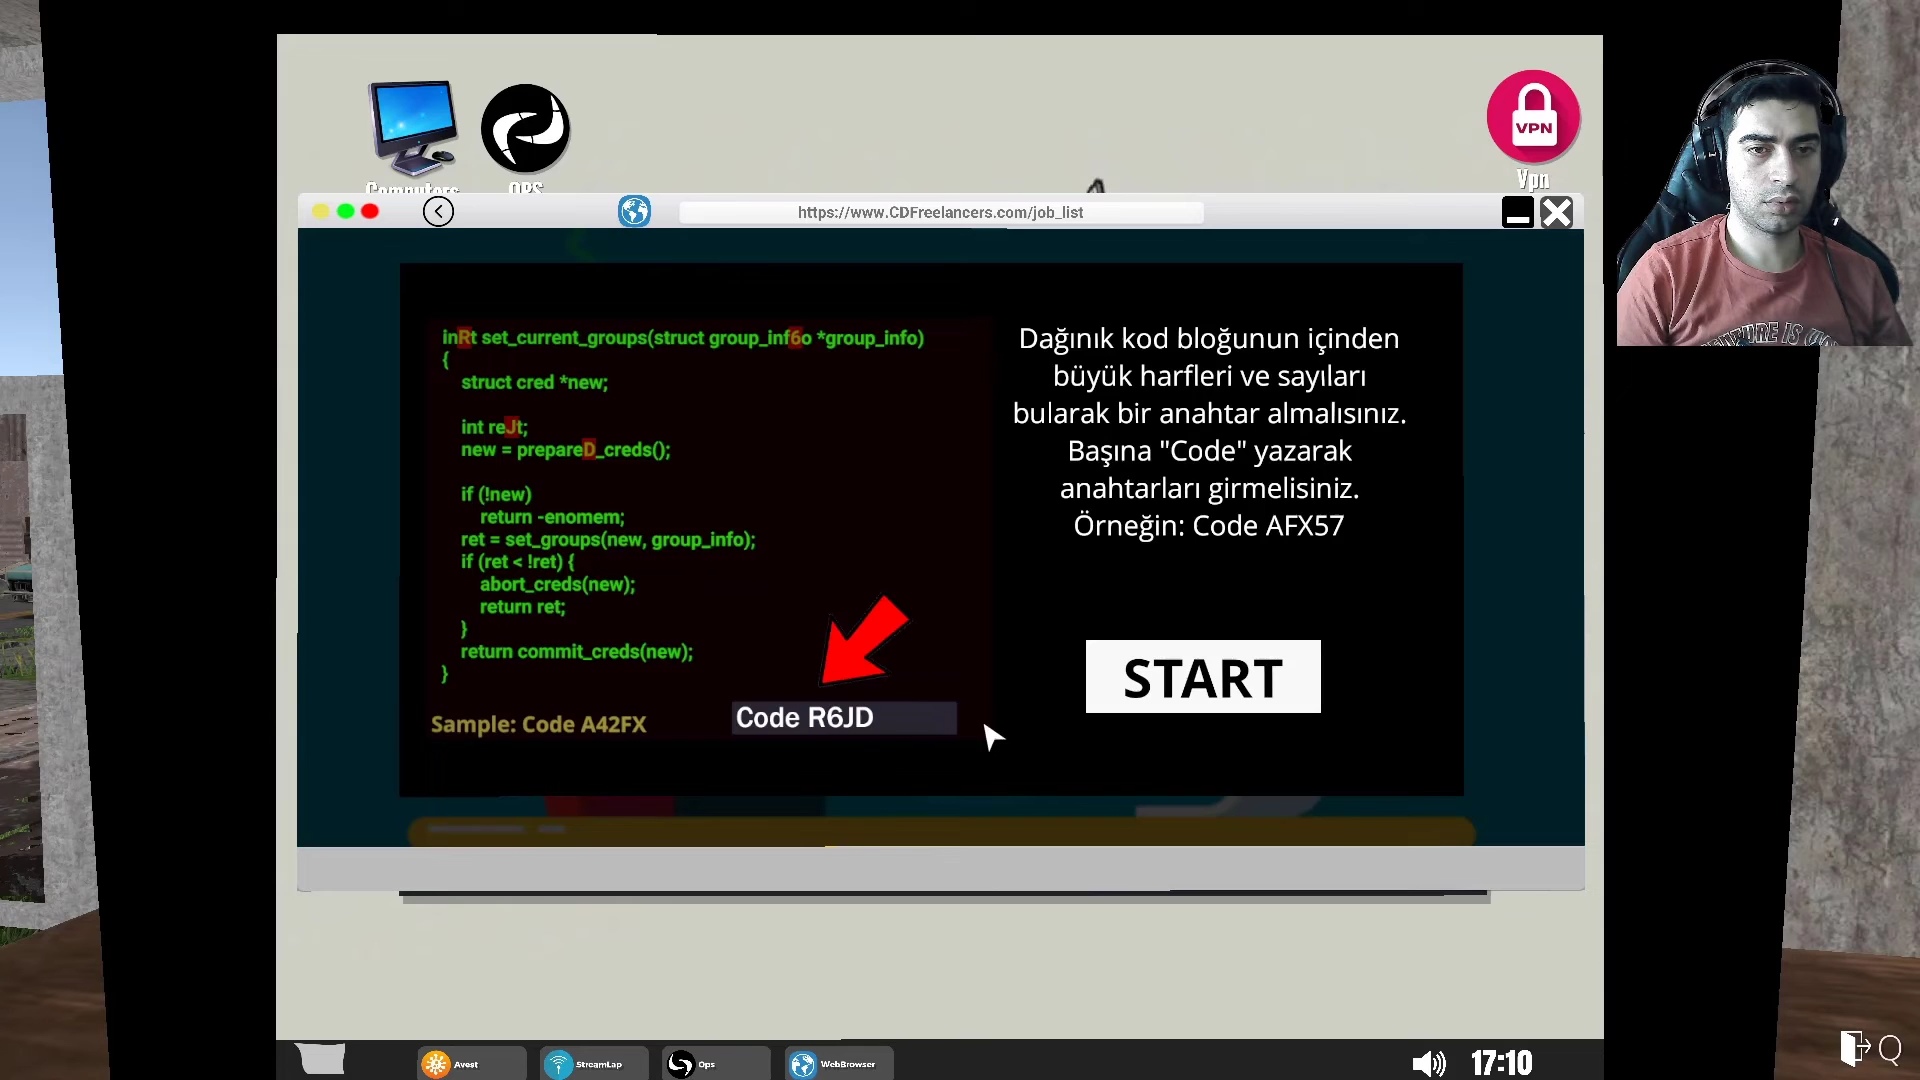 VPN
Computers
OPS
Vpn
https://www.CDFreelancers.com/job_list
inRt set_current_groups(struct group_inf6o *group_info)
{
struct cred *new;
int reJt;
new = prepareD_creds();
if (!new)
return -enomem;
ret = set_groups(new, group_info);
if (ret < !ret) {
abort_creds(new);
return ret;
}
return commit_creds(new);
}
Sample: Code A42FX
Code R6JD
Dağınık kod bloğunun içinden
büyük harfleri ve sayıları
bularak bir anahtar almalısınız.
Başına "Code" yazarak
anahtarları girmelisiniz.
Örneğin: Code AFX57
START
Avest
StreamLap
Ops
WebBrowser
17:10
Q